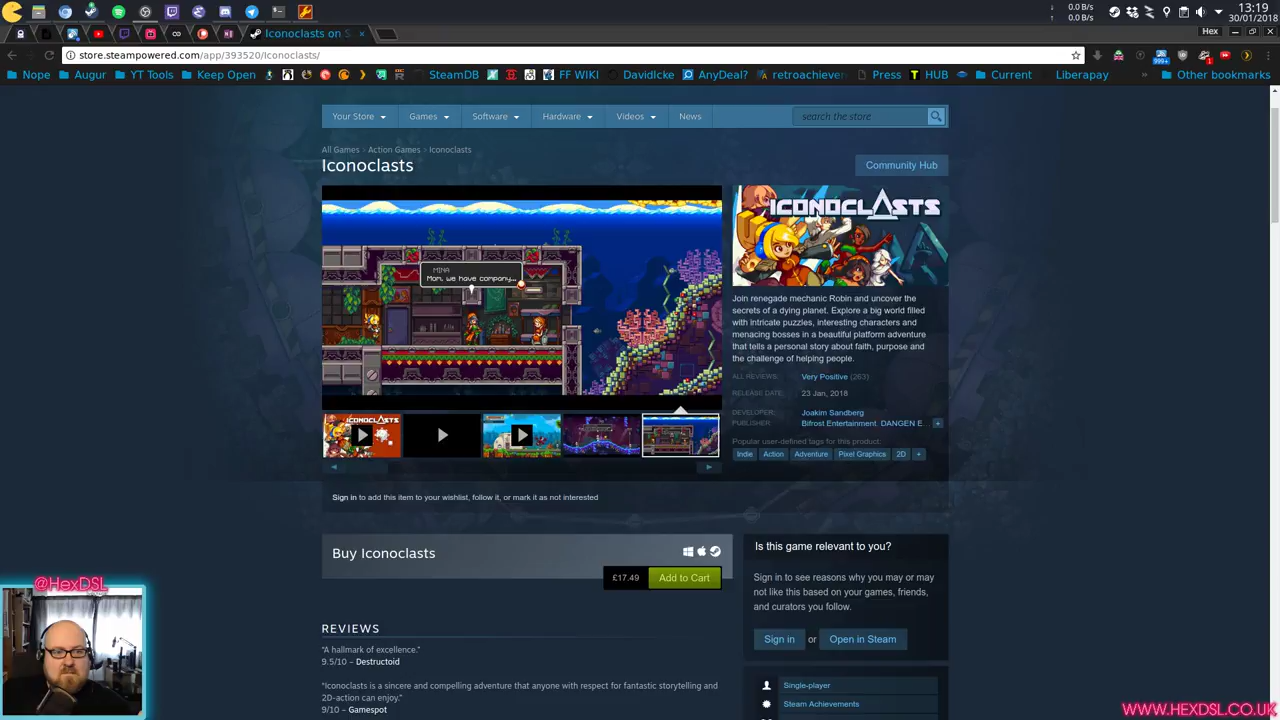 13:19
0.0 B/s
0.0 B/s
30/01/2018
Iconoclasts on S
Hex
store.steampowered.com/app/393520/Iconoclasts/
Nope
Augur
YT Tools
Keep Open
SteamDB
FF WIKI
DavidIcke
AnyDeal?
retroachieven
Press
HUB
Current
Liberapay
Other bookmarks
Your Store
Games
Software
Hardware
Videos
News
search the store
All Games > Action Games > Iconoclasts
Iconoclasts
Community Hub
MINA
Mom, we have company...
ICONOCLASTS
Join renegade mechanic Robin and uncover the
secrets of a dying planet. Explore a big world filled
with intricate puzzles, interesting characters and
menacing bosses in a beautiful platform adventure
that tells a personal story about faith, purpose and
the challenge of helping people.
ALL REVIEWS: Very Positive (263)
RELEASE DATE: 23 Jan, 2018
DEVELOPER: Joakim Sandberg
PUBLISHER: Bifrost Entertainment, DANGEN E... +
Popular user-defined tags for this product:
Indie Action Adventure Pixel Graphics 2D +
ICONOCLASTS
Sign in to add this item to your wishlist, follow it, or mark it as not interested
Buy Iconoclasts
£17.49
Add to Cart
Is this game relevant to you?
Sign in to see reasons why you may or may
not like this based on your games, friends,
and curators you follow.
Sign in or Open in Steam
REVIEWS
“A hallmark of excellence.”
9.5/10 – Destructoid
“Iconoclasts is a sincere and compelling adventure that anyone with respect for fantastic storytelling and
2D-action can enjoy.”
9/10 – Gamespot
Single-player
Steam Achievements
@HexDSL
WWW.HEXDSL.CO.UK